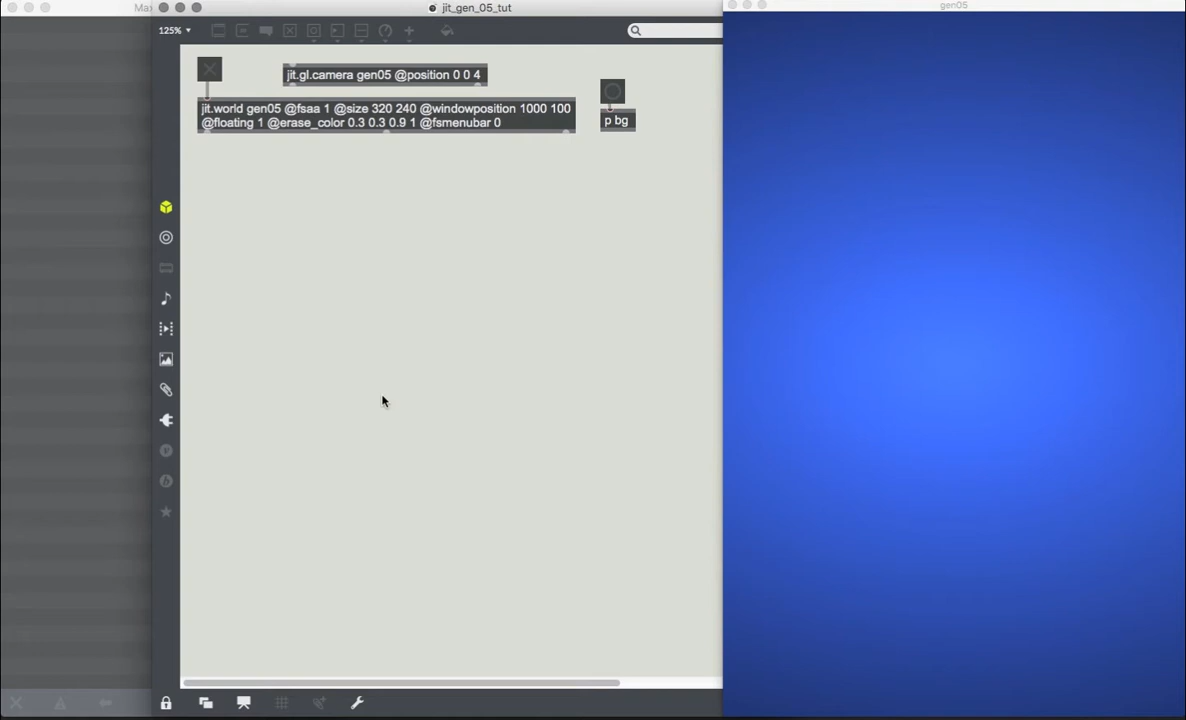 Max
jit_gen_05_tut
gen05
125%
jit.gl.camera gen05 @position 0 0 4
jit.world gen05 @fsaa 1 @size 320 240 @windowposition 1000 100
@floating 1 @erase_color 0.3 0.3 0.9 1 @fsmenubar 0
p bg